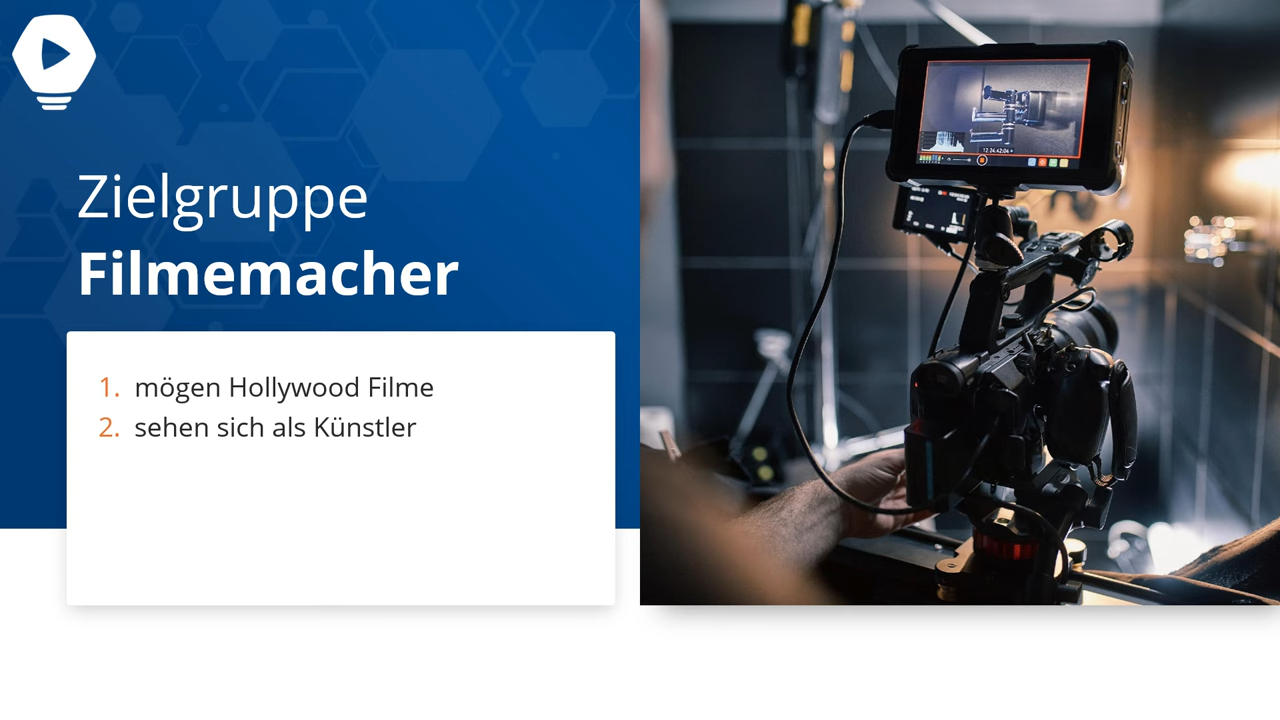 Zielgruppe
Filmemacher
1. mögen Hollywood Filme
2. sehen sich als Künstler